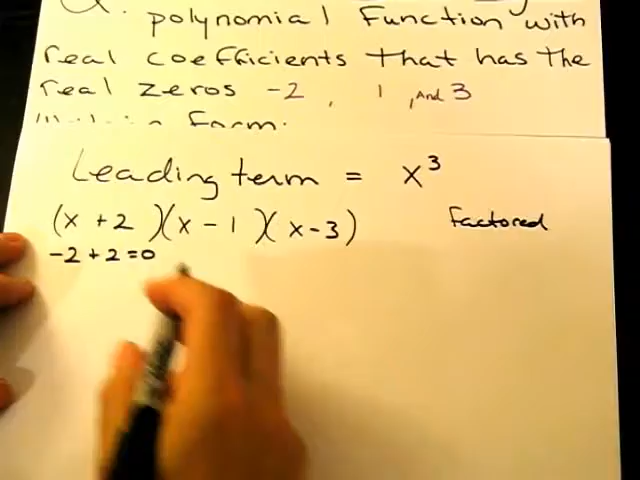 Q. polynomial Function with
real coefficients that has the
real zeros -2, 1, and 3
Form.
Leading term = x³
(x + 2)(x - 1)(x - 3) Factored
-2 + 2 = 0